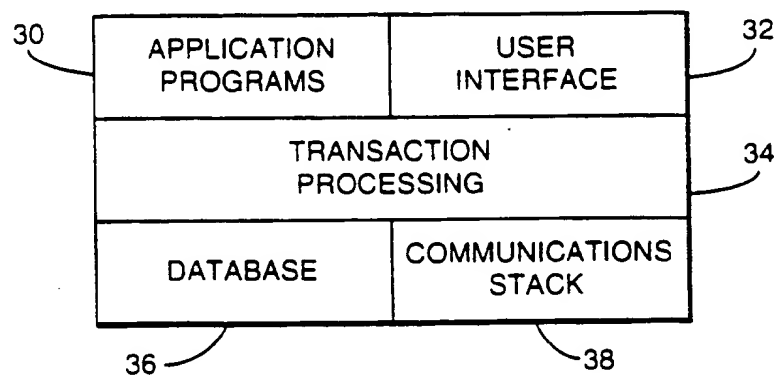 30
APPLICATION
PROGRAMS
USER
INTERFACE
32
TRANSACTION
PROCESSING
34
DATABASE
COMMUNICATIONS
STACK
36
38